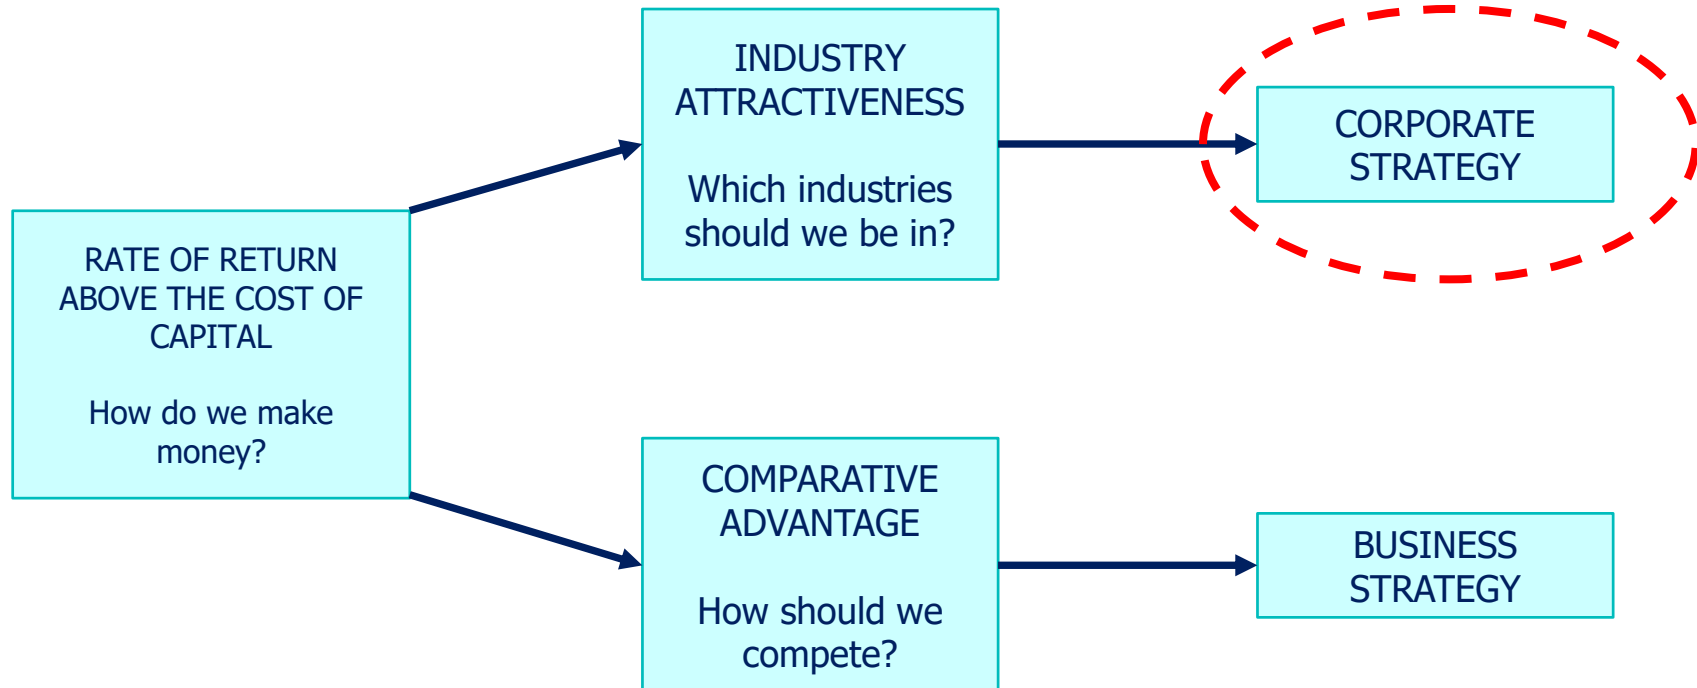 RATE OF RETURN
ABOVE THE COST OF
CAPITAL
How do we make
money?
INDUSTRY
ATTRACTIVENESS
Which industries
should we be in?
CORPORATE
STRATEGY
COMPARATIVE
ADVANTAGE
How should we
compete?
BUSINESS
STRATEGY